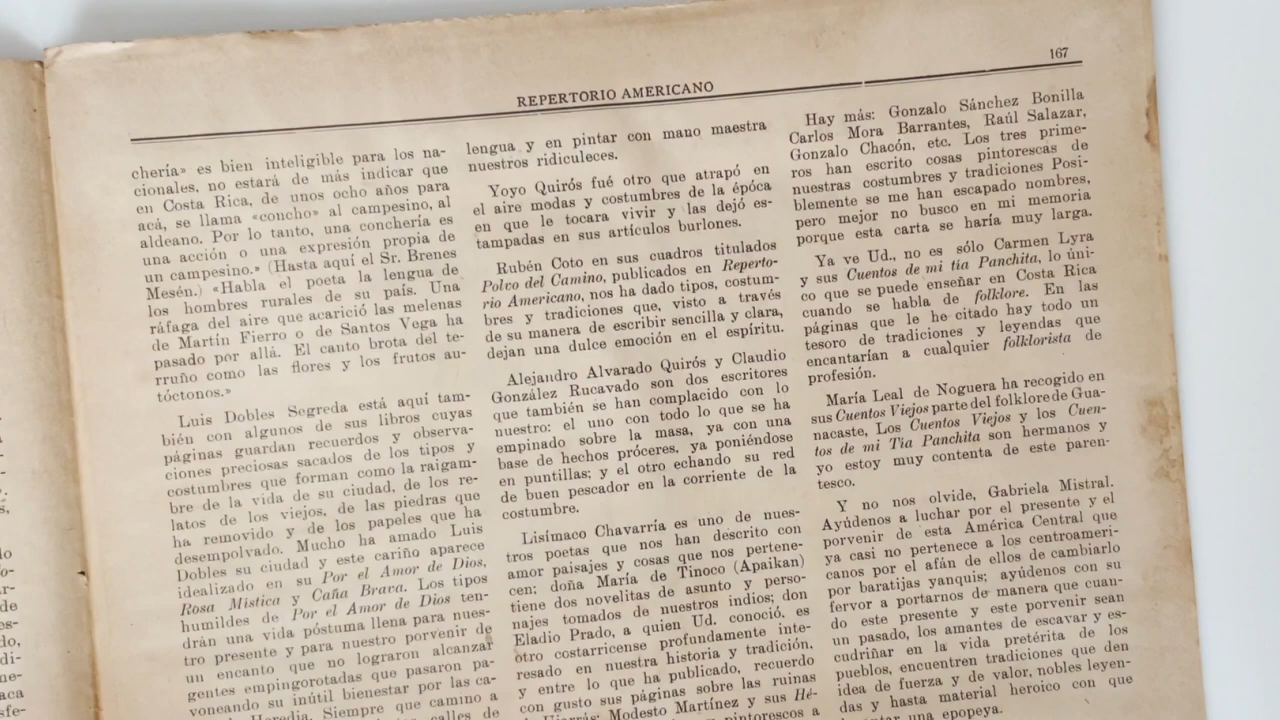 167
REPERTORIO AMERICANO
chería» es bien inteligible para los na-
cionales, no estará de más indicar que
en Costa Rica, de unos ocho años para
acá, se llama «concho» al campesino, al
aldeano. Por lo tanto, una conchería es
una acción o una expresión propia de
un campesino.» (Hasta aquí el Sr. Brenes
Mesén.) «Habla el poeta la lengua de
los hombres rurales de su país. Una
ráfaga del aire que acarició las melenas
de Martín Fierro o de Santos Vega ha
pasado por allá. El canto brota del te-
rruño como las flores y los frutos au-
tóctonos.»
Luis Dobles Segreda está aquí tam-
bién con algunos de sus libros cuyas
páginas guardan recuerdos y observa-
ciones preciosas sacados de los tipos y
costumbres que forman como la raigam-
bre de la vida de su ciudad, de los re-
latos de los viejos, de las piedras que
ha removido y de los papeles que ha
desempolvado. Mucho ha amado Luis
Dobles su ciudad y este cariño aparece
idealizado en su Por el Amor de Dios,
Rosa Mística y Caña Brava. Los tipos
humildes de Por el Amor de Dios ten-
drán una vida póstuma llena para nues-
tro presente y para nuestro porvenir de
un encanto que no lograron alcanzar
gentes empingorotadas que pasaron pa-
voneando su inútil bienestar por las ca-
Heredia. Siempre que camino a
calles de
lengua y en pintar con mano maestra
nuestros ridiculeces.
Yoyo Quirós fué otro que atrapó en
el aire modas y costumbres de la época
en que le tocara vivir y las dejó es-
tampadas en sus artículos burlones.
Rubén Coto en sus cuadros titulados
Polvo del Camino, publicados en Reperto-
rio Americano, nos ha dado tipos, costum-
bres y tradiciones que, visto a través
de su manera de escribir sencilla y clara,
dejan una dulce emoción en el espíritu.
Alejandro Alvarado Quirós y Claudio
González Rucavado son dos escritores
que también se han complacido con lo
nuestro: el uno con todo lo que se ha
empinado sobre la masa, ya con una
base de hechos próceres, ya poniéndose
en puntillas; y el otro echando su red
de buen pescador en la corriente de la
costumbre.
Lisímaco Chavarría es uno de nues-
tros poetas que nos han descrito con
amor paisajes y cosas que nos pertene-
cen; doña María de Tinoco (Apaikan)
tiene dos novelitas de asunto y perso-
najes tomados de nuestros indios; don
Eladio Prado, a quien Ud. conoció, es
otro costarricense profundamente inte-
resado en nuestra historia y tradición,
y entre lo que ha publicado, recuerdo
con gusto sus páginas sobre las ruinas
Modesto Martínez y sus Hé-
pintorescos a
Hay más: Gonzalo Sánchez Bonilla
Carlos Mora Barrantes, Raúl Salazar,
Gonzalo Chacón, etc. Los tres prime-
ros han escrito cosas pintorescas de
nuestras costumbres y tradiciones Posi-
blemente se me han escapado nombres,
pero mejor no busco en mi memoria
porque esta carta se haría muy larga.
Ya ve Ud., no es sólo Carmen Lyra
y sus Cuentos de mi tía Panchita, lo úni-
co que se puede enseñar en Costa Rica
cuando se habla de folklore. En las
páginas que le he citado hay todo un
tesoro de tradiciones y leyendas que
encantarían a cualquier folklorista de
profesión.
María Leal de Noguera ha recogido en
sus Cuentos Viejos parte del folklore de Gua-
nacaste, Los Cuentos Viejos y los Cuen-
tos de mi Tia Panchita son hermanos y
yo estoy muy contenta de este paren-
tesco.
Y no nos olvide, Gabriela Mistral.
Ayúdenos a luchar por el presente y el
porvenir de esta América Central que
ya casi no pertenece a los centroameri-
canos por el afán de ellos de cambiarlo
por baratijas yanquis; ayúdenos con su
fervor a portarnos de manera que cuan-
do este presente y este porvenir sean
un pasado, los amantes de escavar y es-
cudriñar en la vida pretérita de los
pueblos, encuentren tradiciones que den
idea de fuerza y de valor, nobles leyen-
das y hasta material heroico con que
una epopeya.